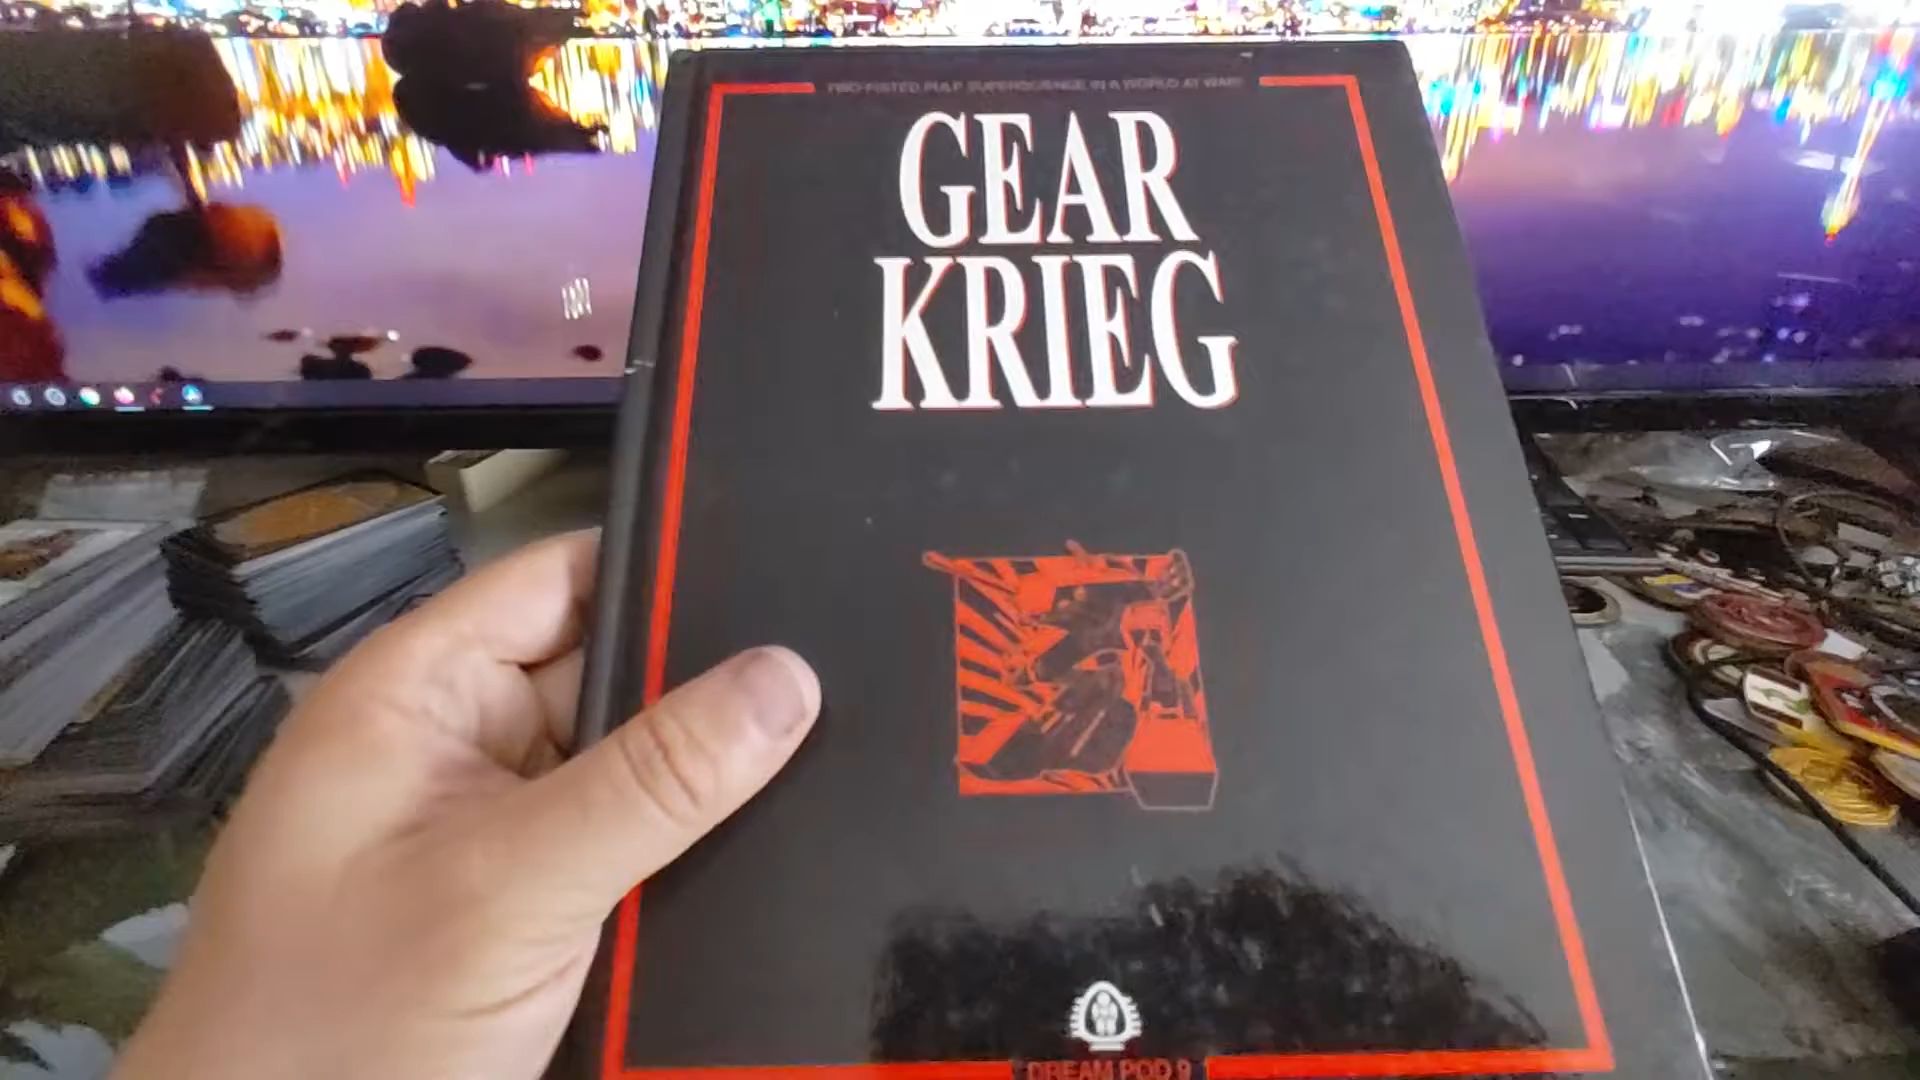 TWO-FISTED PULP SUPERSCIENCE IN A WORLD AT WAR!
GEAR
KRIEG
DREAM POD 9